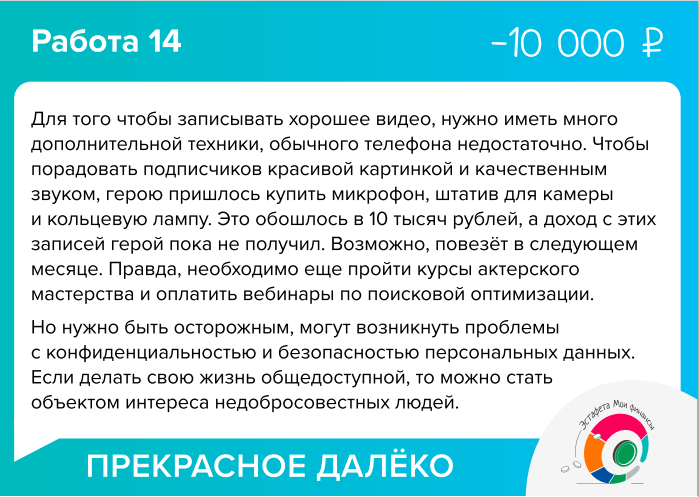 Работа 14
−10 000 ₽
Для того чтобы записывать хорошее видео, нужно иметь много
дополнительной техники, обычного телефона недостаточно. Чтобы
порадовать подписчиков красивой картинкой и качественным
звуком, герою пришлось купить микрофон, штатив для камеры
и кольцевую лампу. Это обошлось в 10 тысяч рублей, а доход с этих
записей герой пока не получил. Возможно, повезёт в следующем
месяце. Правда, необходимо еще пройти курсы актерского
мастерства и оплатить вебинары по поисковой оптимизации.
Но нужно быть осторожным, могут возникнуть проблемы
с конфиденциальностью и безопасностью персональных данных.
Если делать свою жизнь общедоступной, то можно стать
объектом интереса недобросовестных людей.
Эстафета Мои финансы
ПРЕКРАСНОЕ ДАЛЁКО